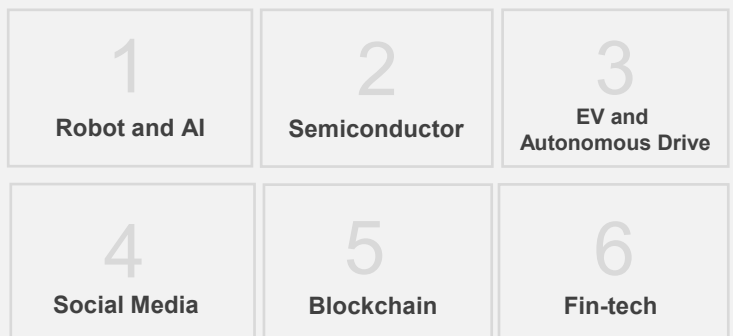 1
Robot and AI
2
Semiconductor
3
EV and
Autonomous Drive
4
Social Media
5
Blockchain
6
Fin-tech